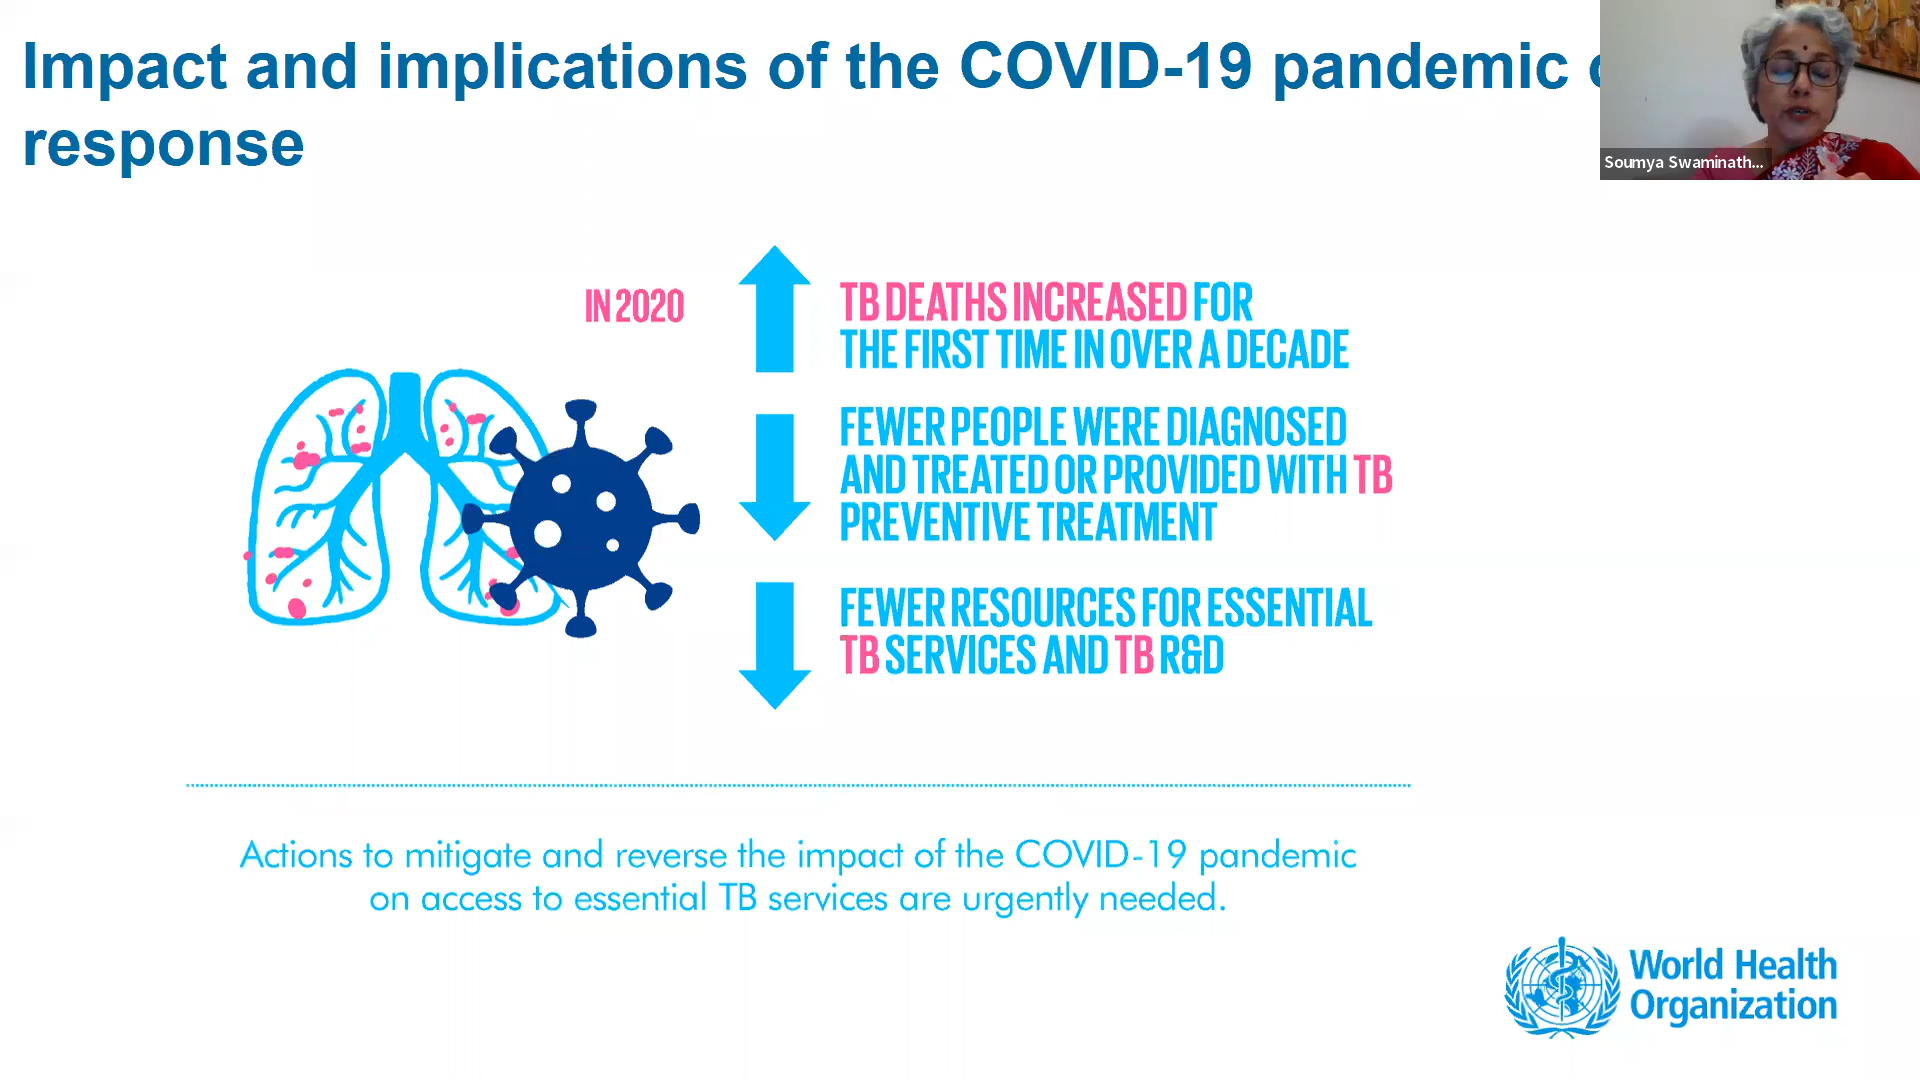 Impact and implications of the COVID-19 pandemic
response
Soumya Swaminath...
IN 2020
TB DEATHS INCREASED FOR
THE FIRST TIME IN OVER A DECADE
FEWER PEOPLE WERE DIAGNOSED
AND TREATED OR PROVIDED WITH TB
PREVENTIVE TREATMENT
FEWER RESOURCES FOR ESSENTIAL
TB SERVICES AND TB R&D
Actions to mitigate and reverse the impact of the COVID-19 pandemic
on access to essential TB services are urgently needed.
World Health
Organization